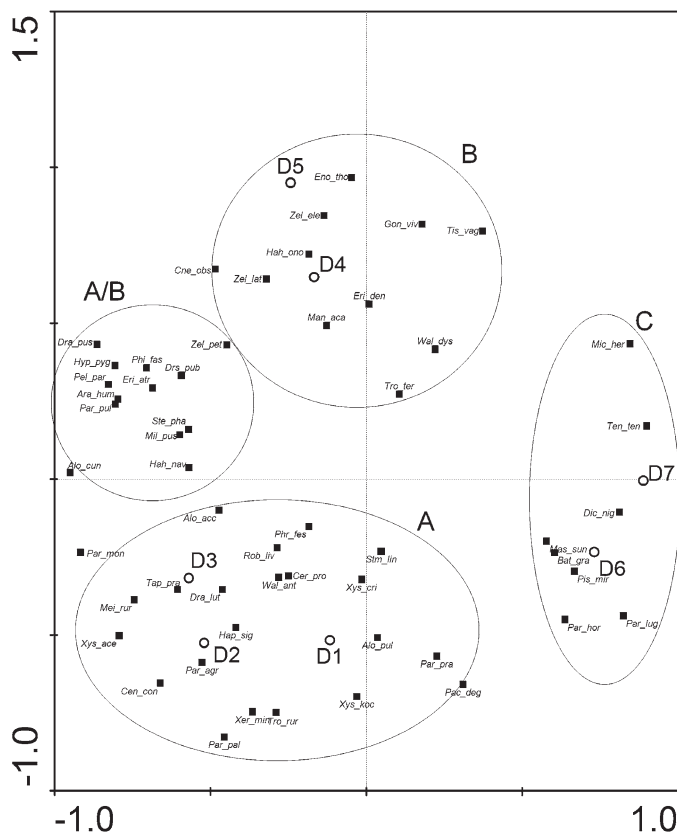 1.5
B
D5
Eno_tho
Zel_ele
Gon_viv
Tis_vag
Hah_ono
Cne_obs
D4
Zel_lat
A/B
Eri_den
Man_aca
C
Dra_pus
Zel_pet
Wal_dys
Mic_her
Hyp_pyg
Phi_fas
Drs_pub
Pel_par
Eri_atr
Ara_hum
Tro_ter
Par_pul
Ste_pha
Ten_ten
Mil_pus
Alo_cun
Hah_nav
D7
Alo_acc
A
Dic_nig
Phr_fes
Par_mon
Rob_liv
Stm_lin
Mas_sun
D3
Bat_gra
D6
Tap_pra
Wal_ant
Cer_pro
Xys_cri
Pis_mir
Mei_rur
Dra_lut
Hap_sig
Par_hor
Par_lug
Xys_ace
D2
D1
Alo_pul
Par_agr
Par_pra
Cen_con
Pac_deg
Xys_koc
Xer_min
Tro_rur
Par_pal
-1.0
-1.0
1.0